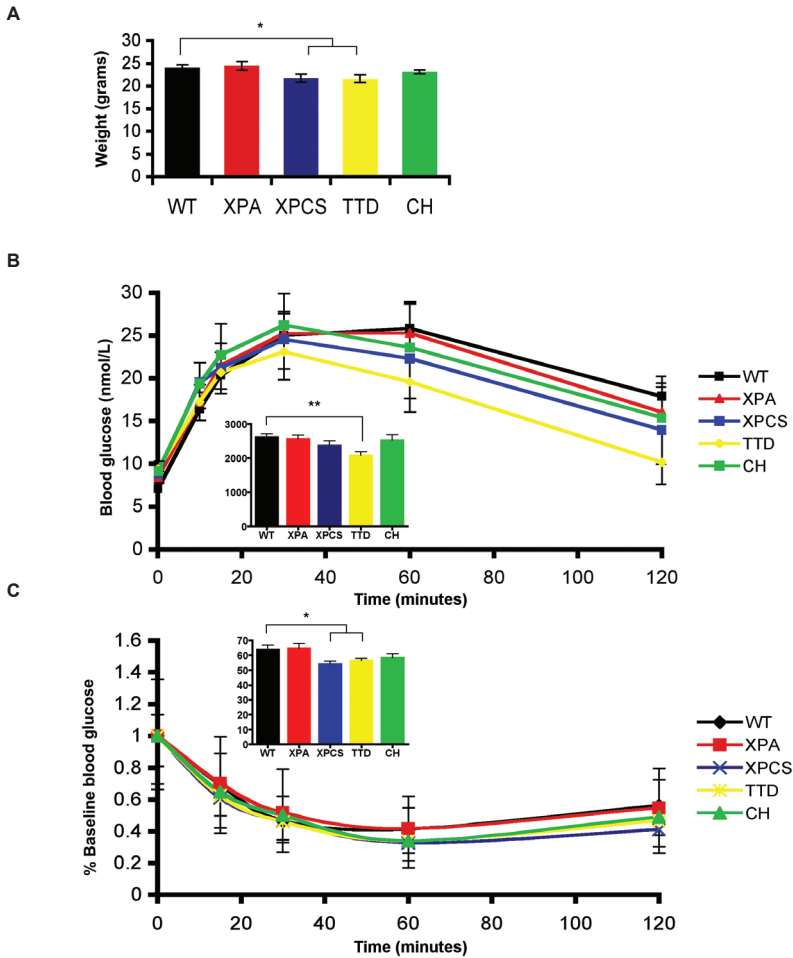 A
*
30
25
20
15
10
5
0
Weight (grams)
WT XPA XPCS TTD CH
B
30
25
20
15
10
5
0
Blood glucose (nmol/L)
**
3000
2000
1000
0
WT XPA XPCS TTD CH
0 20 40 60 80 100 120
Time (minutes)
WT
XPA
XPCS
TTD
CH
C
1.6
1.4
1.2
1
0.8
0.6
0.4
0.2
0
% Baseline blood glucose
*
70
60
50
40
30
20
10
0
WT XPA XPCS TTD CH
0 20 40 60 80 100 120
Time (minutes)
WT
XPA
XPCS
TTD
CH